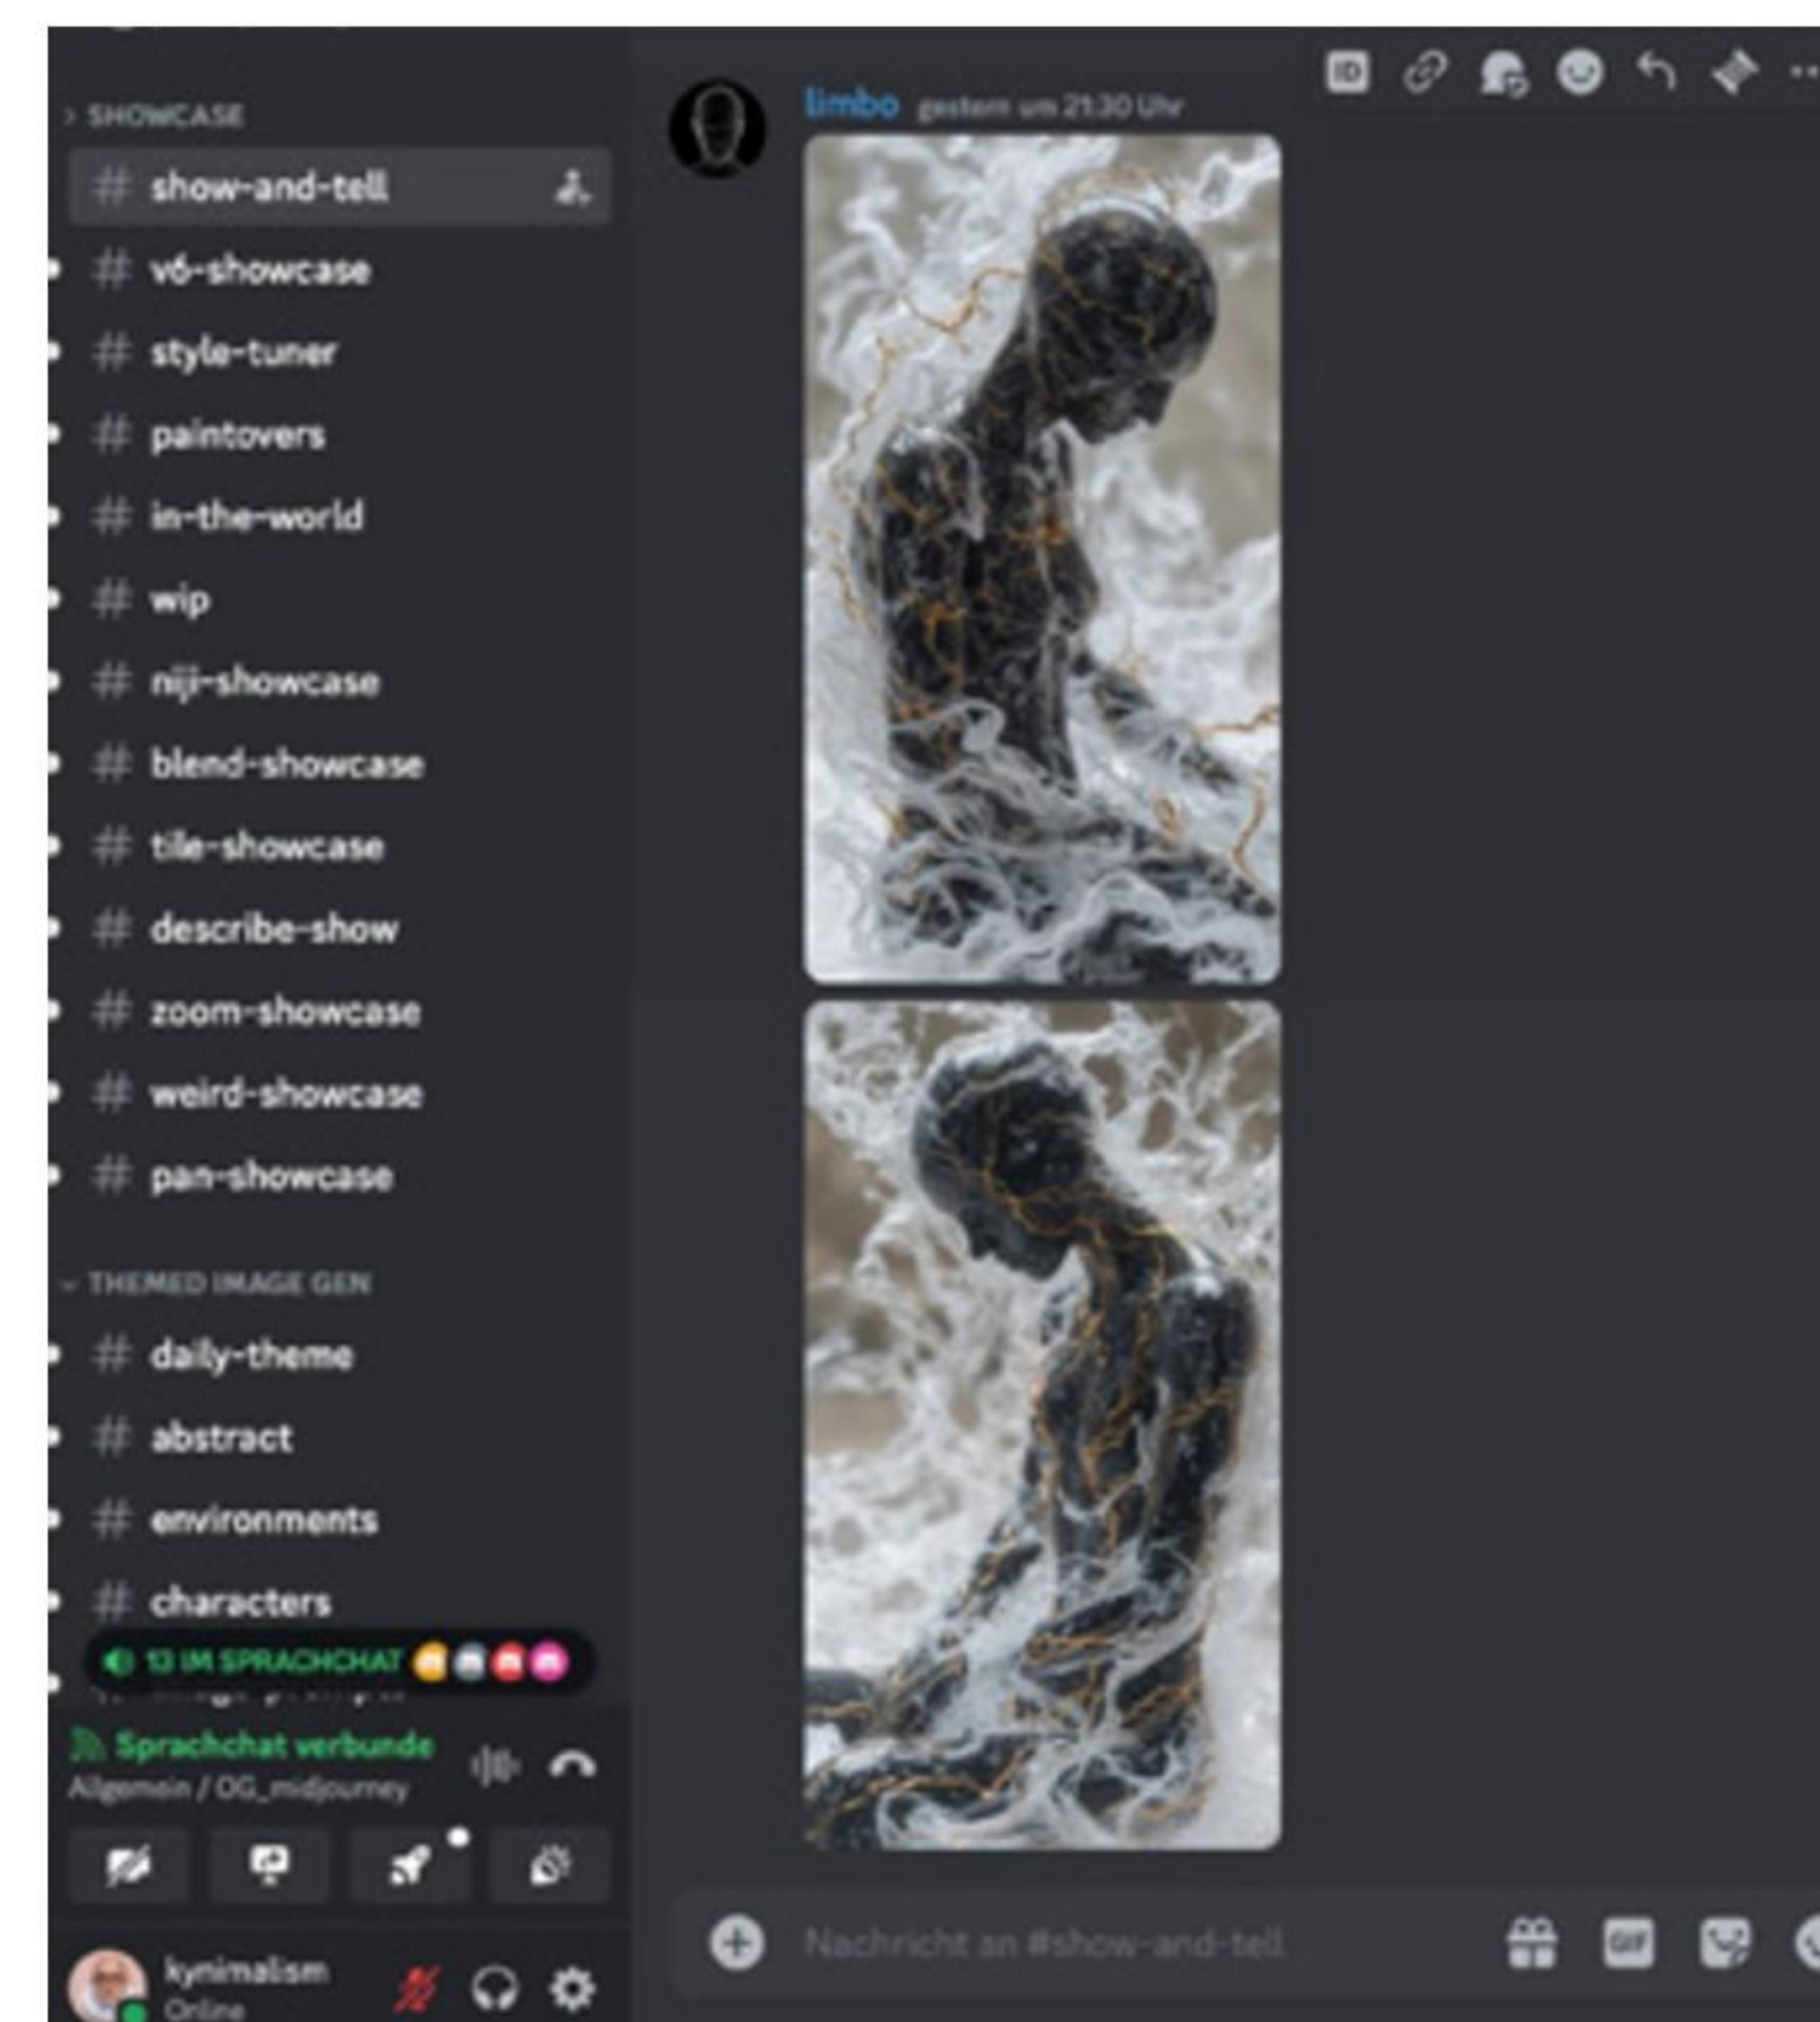 SHOWCASE
# show-and-tell
# v6-showcase
# style-tuner
# paintovers
# in-the-world
# wip
# niji-showcase
# blend-showcase
# tile-showcase
# describe-show
# zoom-showcase
# weird-showcase
# pan-showcase
THEMED IMAGE GEN
# daily-theme
# abstract
# environments
# characters
13 IM SPRACHCHAT
Sprachchat verbunde
Allgemein / OG_midjourney
kynimalism
Online
ID
limbo gestern um 21:30 Uhr
Nachricht an #show-and-tell
GIF